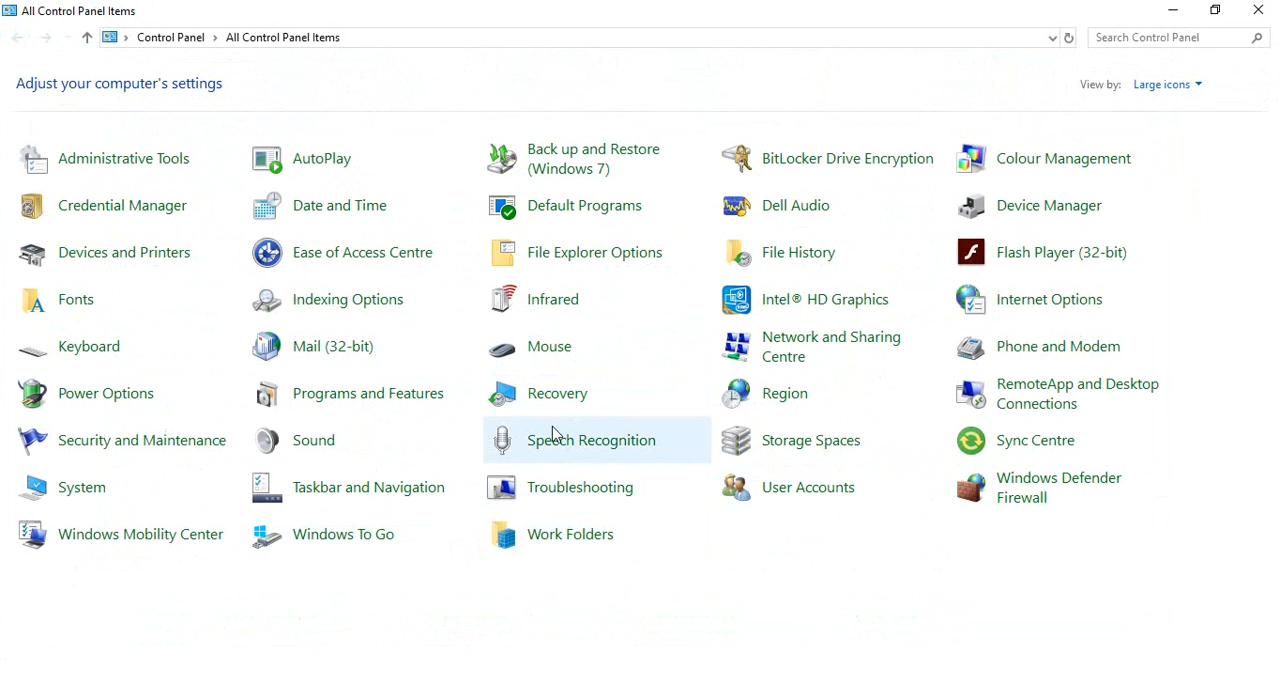 All Control Panel Items
Control Panel > All Control Panel Items
Search Control Panel
Adjust your computer's settings
View by: Large icons
Administrative Tools
AutoPlay
Back up and Restore
(Windows 7)
BitLocker Drive Encryption
Colour Management
Credential Manager
Date and Time
Default Programs
Dell Audio
Device Manager
Devices and Printers
Ease of Access Centre
File Explorer Options
File History
Flash Player (32-bit)
Fonts
Indexing Options
Infrared
Intel® HD Graphics
Internet Options
Keyboard
Mail (32-bit)
Mouse
Network and Sharing
Centre
Phone and Modem
Power Options
Programs and Features
Recovery
Region
RemoteApp and Desktop
Connections
Security and Maintenance
Sound
Speech Recognition
Storage Spaces
Sync Centre
System
Taskbar and Navigation
Troubleshooting
User Accounts
Windows Defender
Firewall
Windows Mobility Center
Windows To Go
Work Folders